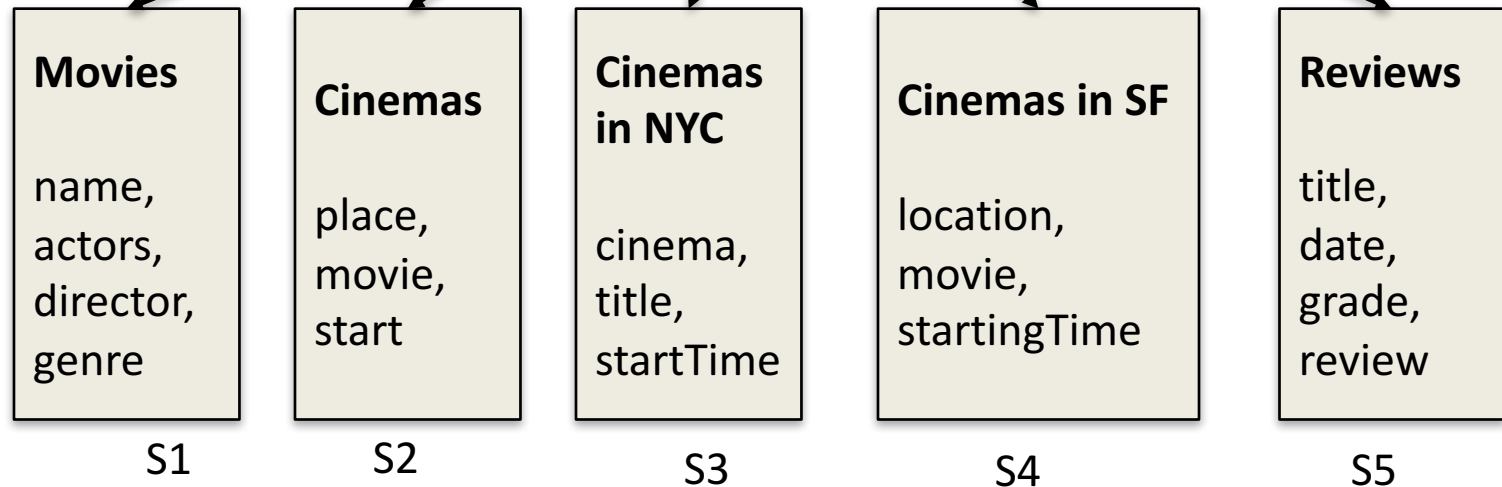 Movies
name,
actors,
director,
genre
S1
Cinemas
place,
movie,
start
S2
Cinemas
in NYC
cinema,
title,
startTime
S3
Cinemas in SF
location,
movie,
startingTime
S4
Reviews
title,
date,
grade,
review
S5